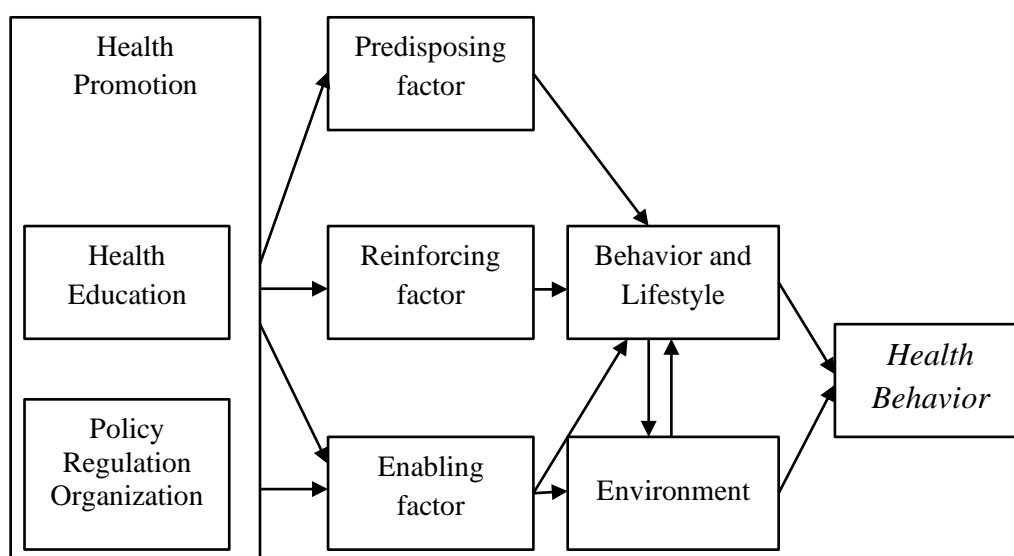 Health
Promotion
Health
Education
Policy
Regulation
Organization
Predisposing
factor
Reinforcing
factor
Enabling
factor
Behavior and
Lifestyle
Environment
Health
Behavior